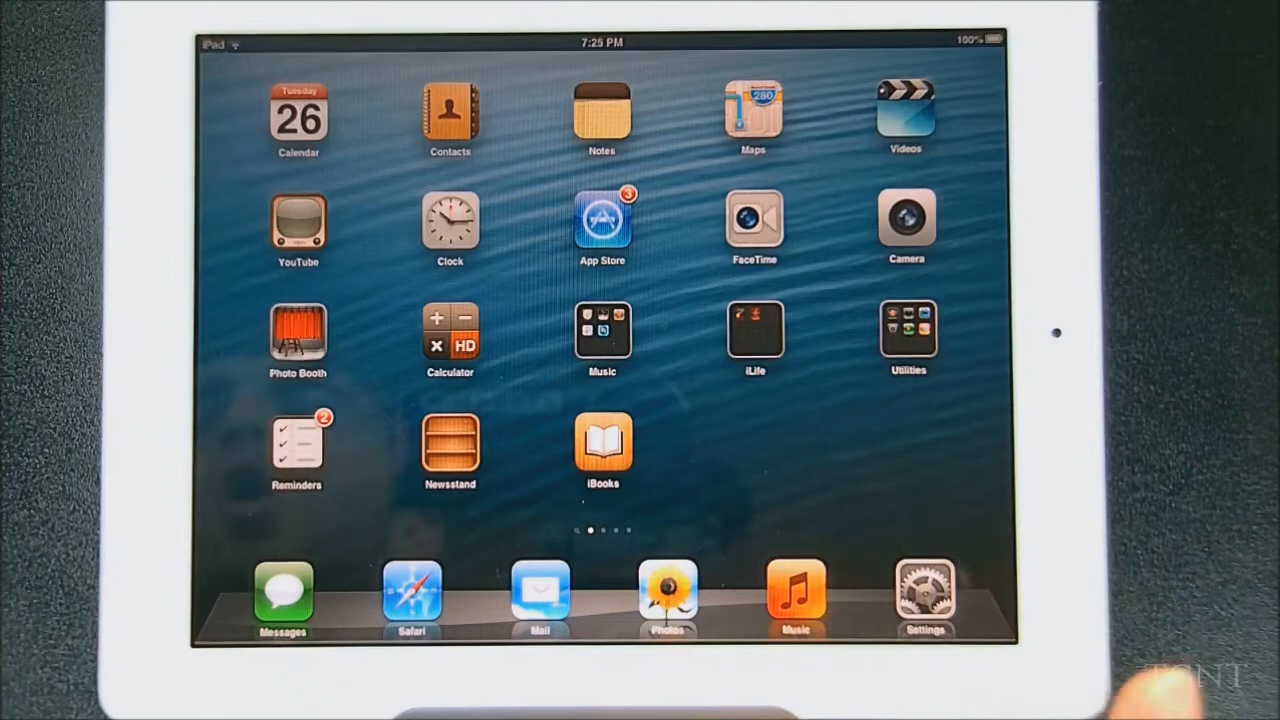 iPad 7:25 PM 100%
Tuesday
26
280
3
Calendar Contacts Notes Maps Videos
YouTube Clock App Store FaceTime Camera
HD
Photo Booth Calculator Music iLife Utilities
2
Reminders Newsstand iBooks
Messages Safari Mail Photos Music Settings